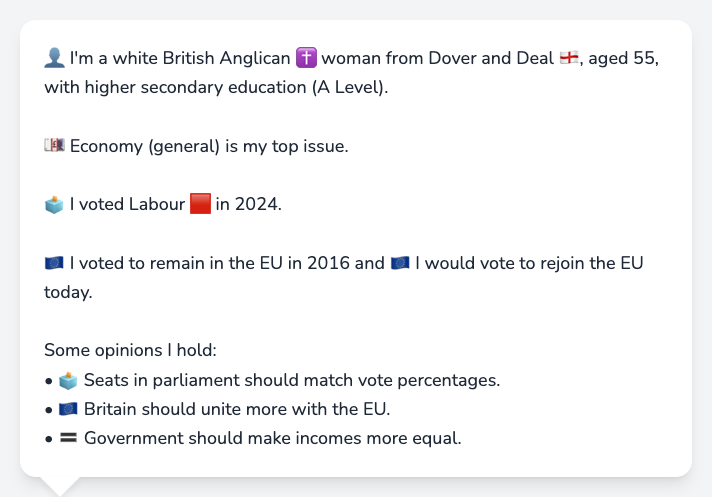 👤 I'm a white British Anglican ✝️ woman from Dover and Deal 🏴󠁧󠁢󠁥󠁮󠁧󠁿, aged 55,
with higher secondary education (A Level).
💷 Economy (general) is my top issue.
🗳️ I voted Labour 🟥 in 2024.
🇪🇺 I voted to remain in the EU in 2016 and 🇪🇺 I would vote to rejoin the EU
today.
Some opinions I hold:
• 🗳️ Seats in parliament should match vote percentages.
• 🇪🇺 Britain should unite more with the EU.
• 🟰 Government should make incomes more equal.